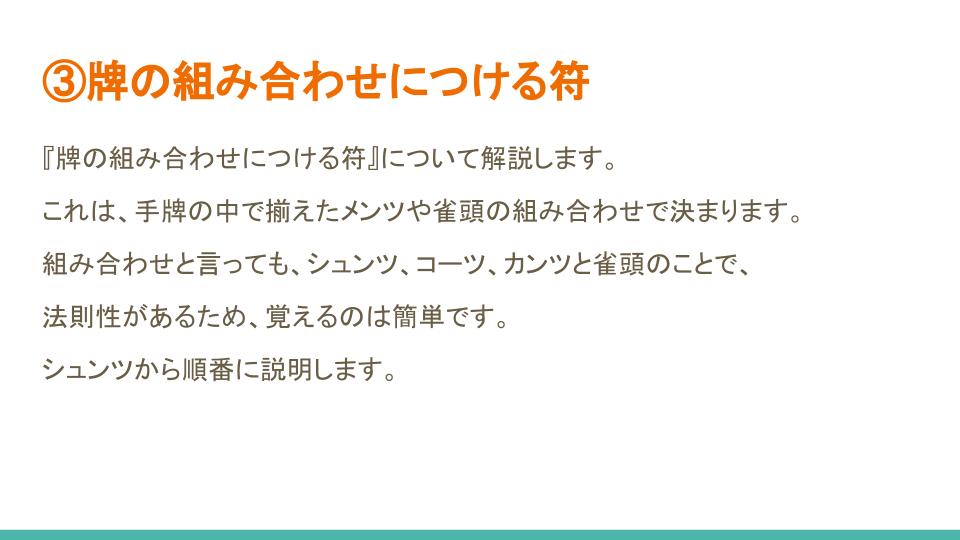 ③牌の組み合わせにつける符
『牌の組み合わせにつける符』について解説します。
これは、手牌の中で揃えたメンツや雀頭の組み合わせで決まります。
組み合わせと言っても、シュンツ、コーツ、カンツと雀頭のことで、
法則性があるため、覚えるのは簡単です。
シュンツから順番に説明します。